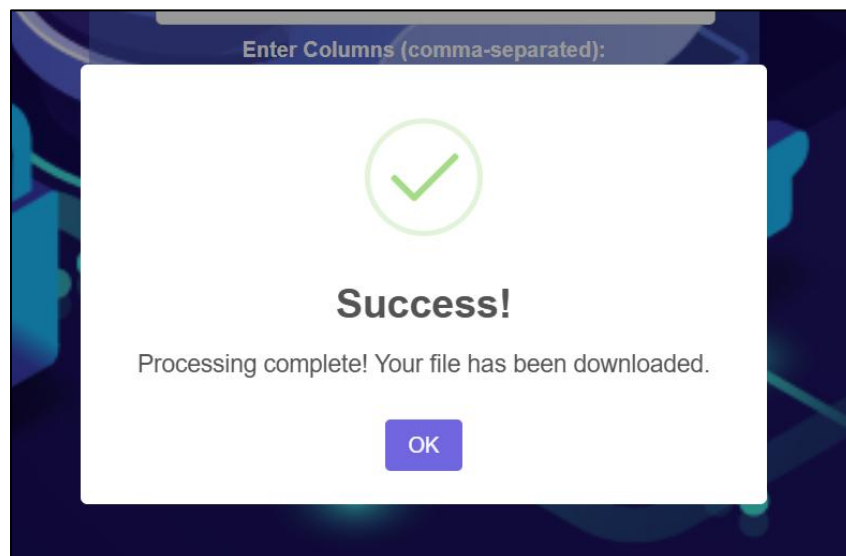 Enter Columns (comma-separated):
Success!
Processing complete! Your file has been downloaded.
OK